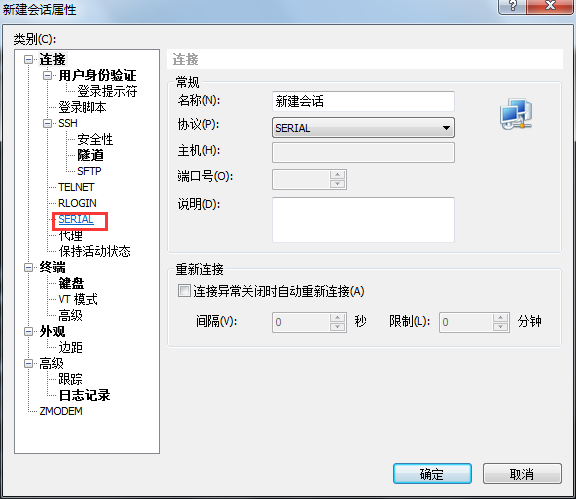 新建会话属性
类别(C):
连接
用户身份验证
登录提示符
登录脚本
SSH
安全性
隧道
SFTP
TELNET
RLOGIN
SERIAL
代理
保持活动状态
终端
键盘
VT 模式
高级
外观
边距
高级
跟踪
日志记录
ZMODEM
连接
常规
名称(N): 新建会话
协议(P): SERIAL
主机(H):
端口号(O):
说明(D):
重新连接
连接异常关闭时自动重新连接(A)
间隔(V): 0 秒 限制(L): 0 分钟
确定 取消